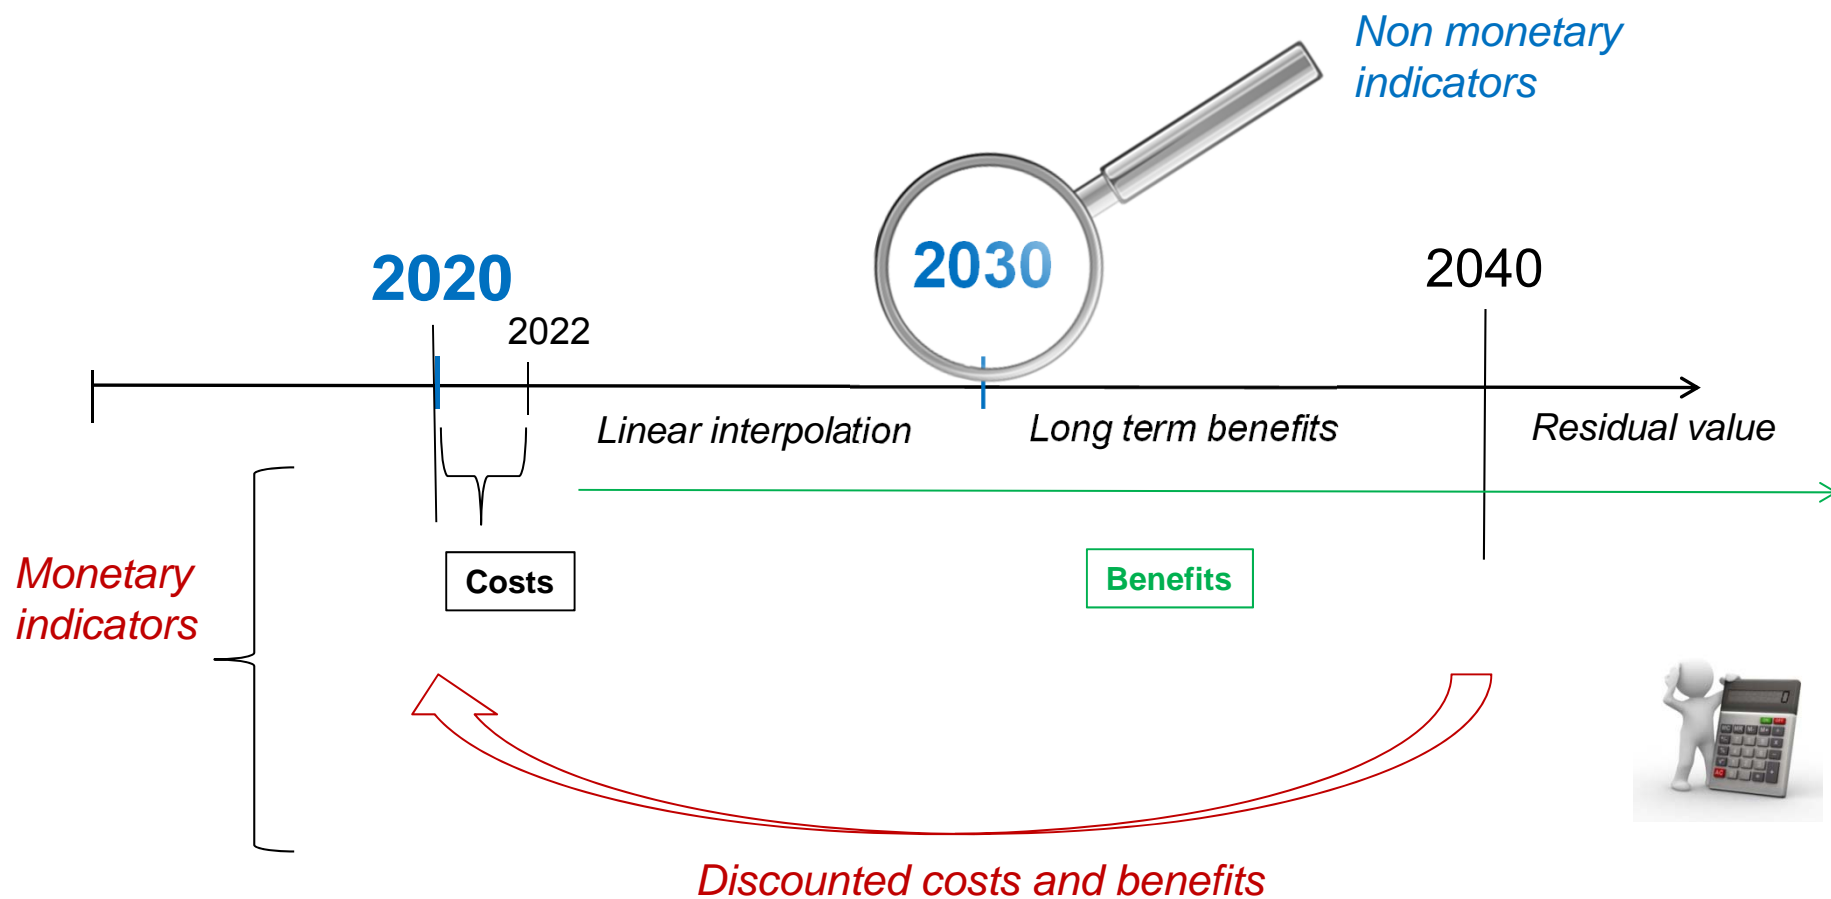 Non monetary
indicators
2020
2022
2030
2040
Linear interpolation
Long term benefits
Residual value
Monetary
indicators
Costs
Benefits
Discounted costs and benefits